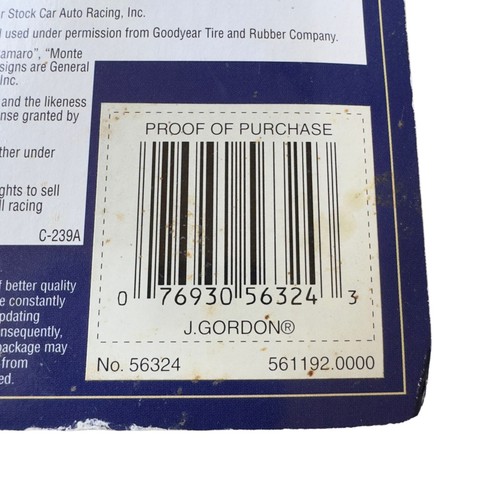 r Stock Car Auto Racing, Inc.
used under permission from Goodyear Tire and Rubber Company.
amaro", "Monte
signs are General
Inc.
and the likeness
nse granted by
ther under
ghts to sell
ll racing
C-239A
f better quality
e constantly
pdating
nsequently,
package may
from
ed.
PROOF OF PURCHASE
0 76930 56324 3
J.GORDON®
No. 56324 561192.0000